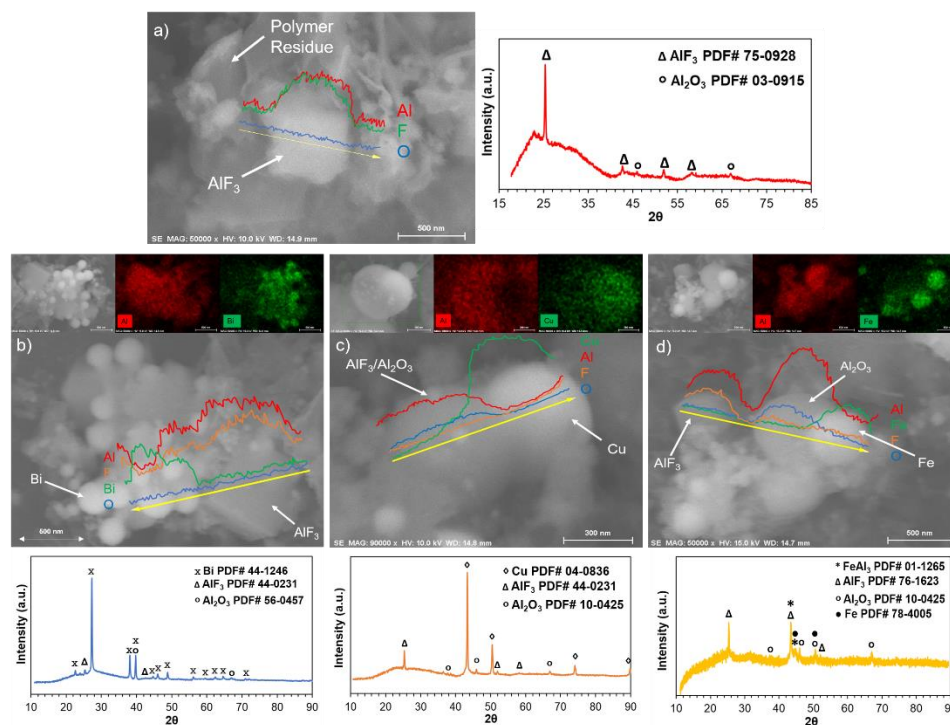 a)
Polymer
Residue
Al
F
O
AlF₃
500 nm
SE MAG: 50000 x HV: 10.0 kV WD: 14.9 mm
Intensity (a.u.)
Δ AlF₃ PDF# 75-0928
o Al₂O₃ PDF# 03-0915
15 25 35 45 55 65 75 85
2θ
Al
Bi
b)
Al
F
Bi
O
Bi
AlF₃
500 nm
Al
Cu
c)
Cu
Al
F
O
AlF₃/Al₂O₃
Cu
SE MAG: 90000 x HV: 10.0 kV WD: 14.8 mm
300 nm
Al
Fe
d)
Al₂O₃
Al
Fe
F
O
AlF₃
Fe
SE MAG: 50000 x HV: 15.0 kV WD: 14.7 mm
500 nm
Intensity (a.u.)
x Bi PDF# 44-1246
Δ AlF₃ PDF# 44-0231
o Al₂O₃ PDF# 56-0457
10 20 30 40 50 60 70 80 90
2θ
Intensity (a.u.)
◊ Cu PDF# 04-0836
Δ AlF₃ PDF# 44-0231
o Al₂O₃ PDF# 10-0425
10 20 30 40 50 60 70 80 90
2θ
Intensity (a.u.)
* FeAl₃ PDF# 01-1265
Δ AlF₃ PDF# 76-1623
o Al₂O₃ PDF# 10-0425
● Fe PDF# 78-4005
10 20 30 40 50 60 70 80 90
2θ